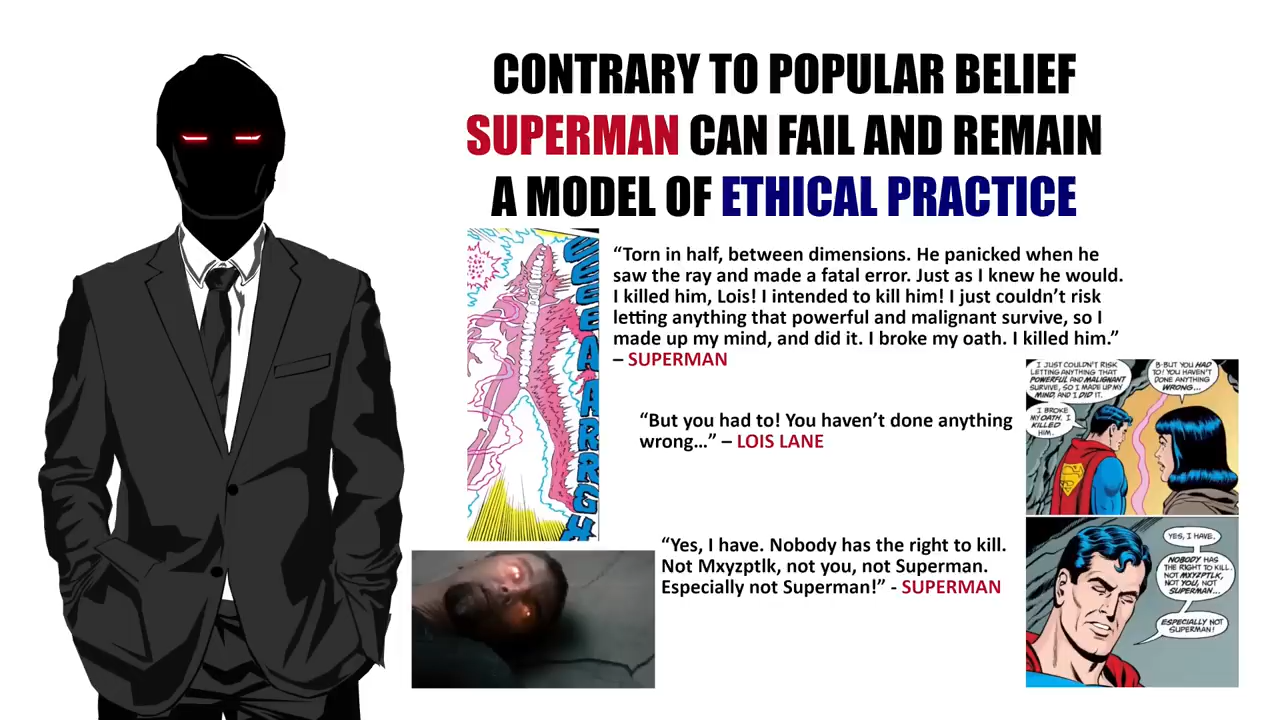 CONTRARY TO POPULAR BELIEF
SUPERMAN CAN FAIL AND REMAIN
A MODEL OF ETHICAL PRACTICE
“Torn in half, between dimensions. He panicked when he
saw the ray and made a fatal error. Just as I knew he would.
I killed him, Lois! I intended to kill him! I just couldn’t risk
letting anything that powerful and malignant survive, so I
made up my mind, and did it. I broke my oath. I killed him.”
– SUPERMAN
“But you had to! You haven’t done anything
wrong…” – LOIS LANE
“Yes, I have. Nobody has the right to kill.
Not Mxyzptlk, not you, not Superman.
Especially not Superman!” - SUPERMAN
I JUST COULDN'T RISK
LETTING ANYTHING THAT
POWERFUL AND MALIGNANT
SURVIVE, SO I MADE UP MY
MIND, AND I DID IT.
I BROKE
MY OATH. I
KILLED
HIM.
B-BUT YOU HAD
TO! YOU HAVEN'T
DONE ANYTHING
WRONG...
YES, I HAVE.
NOBODY HAS
THE RIGHT TO KILL.
NOT MXYZPTLK,
NOT YOU, NOT
SUPERMAN...
ESPECIALLY NOT
SUPERMAN!